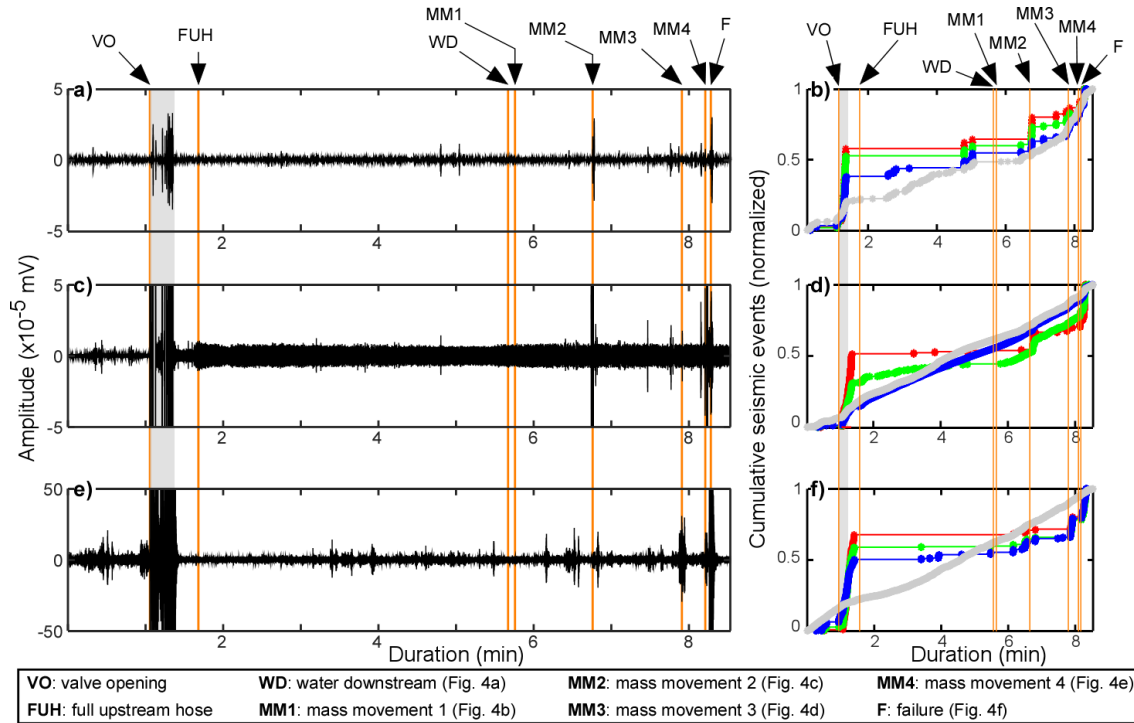 VO FUH WD MM1 MM2 MM3 MM4 F
VO FUH WD MM1 MM2 MM3 MM4 F
a)
5
0
-5
2 4 6 8
b)
1
0.5
0
2 4 6 8
c)
5
0
-5
2 4 6 8
d)
1
0.5
0
2 4 6 8
e)
50
0
-50
2 4 6 8
f)
1
0.5
0
2 4 6 8
Amplitude (x10-5 mV)
Cumulative seismic events (normalized)
Duration (min)
Duration (min)
VO: valve opening WD: water downstream (Fig. 4a) MM2: mass movement 2 (Fig. 4c) MM4: mass movement 4 (Fig. 4e)
FUH: full upstream hose MM1: mass movement 1 (Fig. 4b) MM3: mass movement 3 (Fig. 4d) F: failure (Fig. 4f)